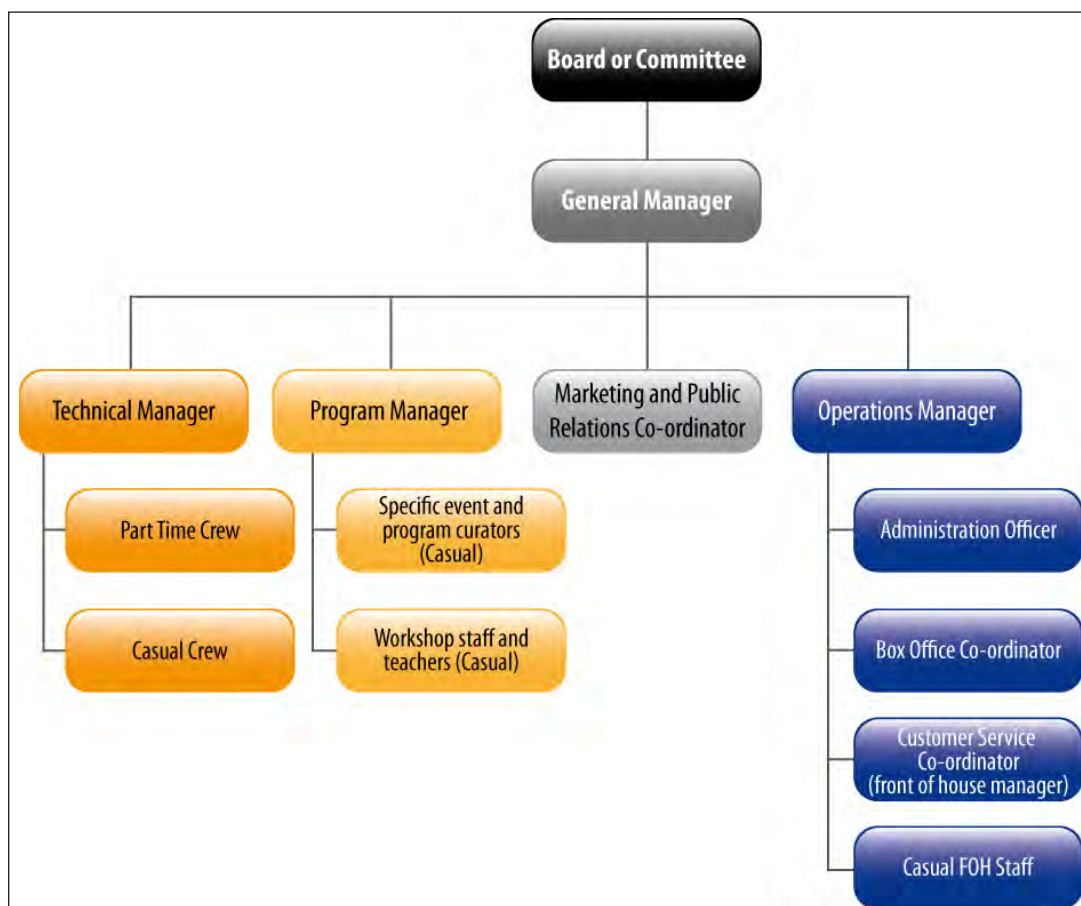 Board or Committee
General Manager
Technical Manager
Program Manager
Marketing and Public
Relations Co-ordinator
Operations Manager
Part Time Crew
Specific event and
program curators
(Casual)
Administration Officer
Casual Crew
Workshop staff and
teachers (Casual)
Box Office Co-ordinator
Customer Service
Co-ordinator
(front of house manager)
Casual FOH Staff